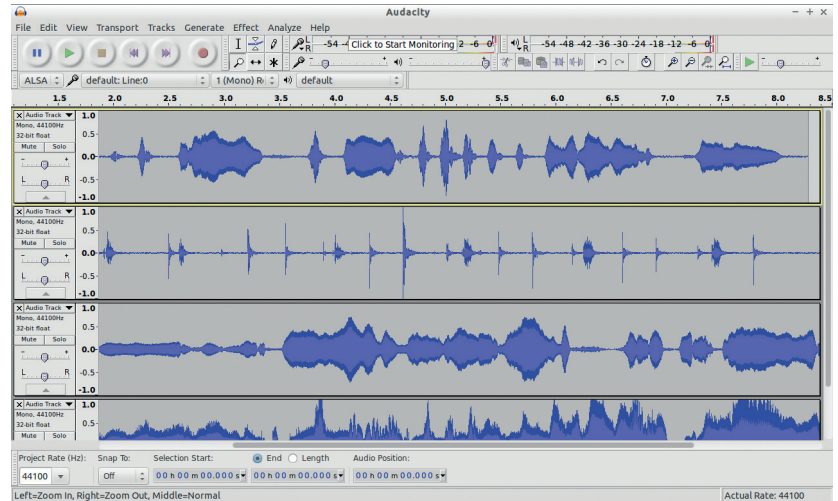 Audacity
File Edit View Transport Tracks Generate Effect Analyze Help
L R -54 -4 Click to Start Monitoring 2 -6 0 L R -54 -48 -42 -36 -30 -24 -18 -12 -6 0
- + - +
ALSA default: Line:0 1 (Mono) R default
1.5 2.0 2.5 3.0 3.5 4.0 4.5 5.0 5.5 6.0 6.5 7.0 7.5 8.0 8.5
X Audio Track 1.0
Mono, 44100Hz
32-bit float 0.5-
Mute Solo
- + 0.0-
L R -0.5-
-1.0
X Audio Track 1.0
Mono, 44100Hz
32-bit float 0.5-
Mute Solo
- + 0.0-
L R -0.5-
-1.0
X Audio Track 1.0
Mono, 44100Hz
32-bit float 0.5-
Mute Solo
- + 0.0-
L R -0.5-
-1.0
X Audio Track 1.0
Mono, 44100Hz
32-bit float 0.5-
Mute Solo
Project Rate (Hz): Snap To: Selection Start: End Length Audio Position:
44100 Off 00 h 00 m 00.000 s 00 h 00 m 00.000 s 00 h 00 m 00.000 s
Left=Zoom In, Right=Zoom Out, Middle=Normal Actual Rate: 44100